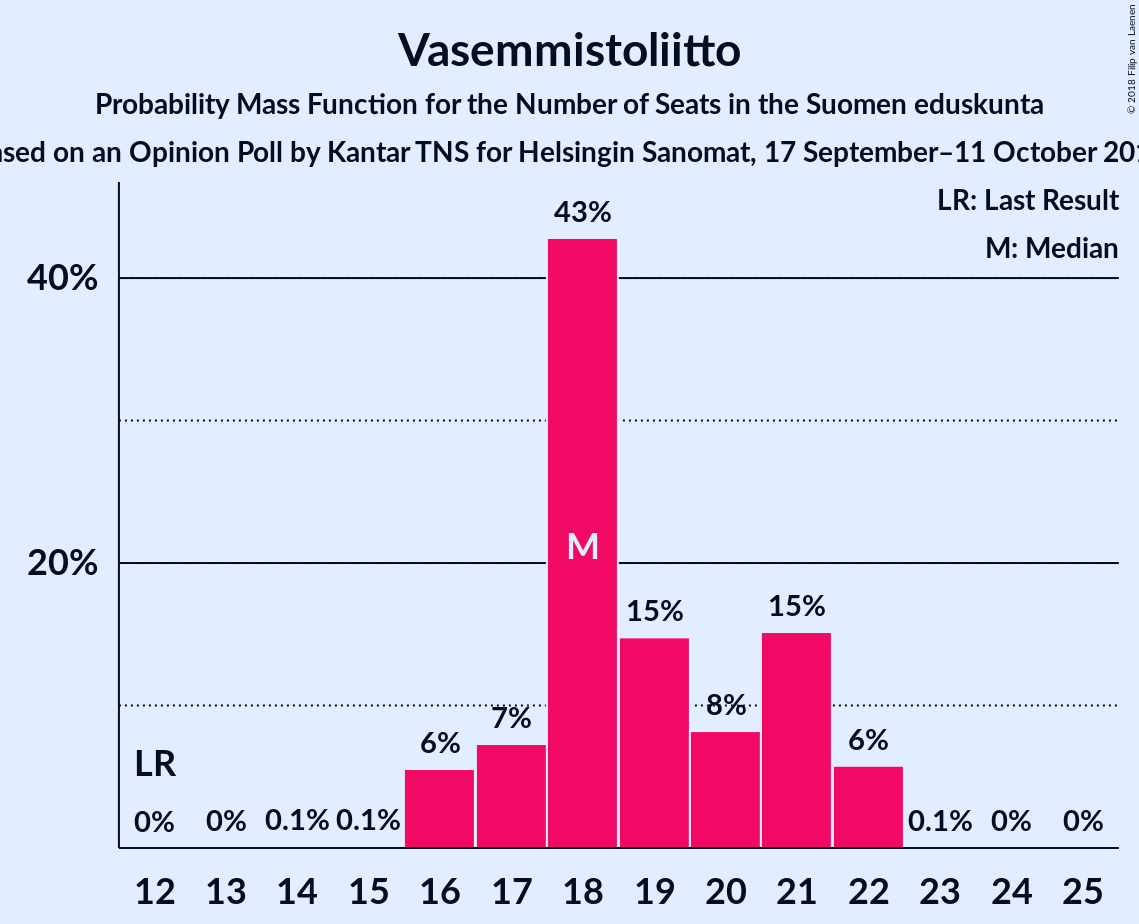 Vasemmistoliitto
Probability Mass Function for the Number of Seats in the Suomen eduskunta
on an Opinion Poll by Kantar TNS for Helsingin Sanomat, 17 September–11 October
© 2018 Filip van Laenen
LR: Last Result
M: Median
40%
20%
43%
M
15%
15%
8%
7%
6%
6%
LR
0% 0% 0.1% 0.1% 0.1% 0% 0%
12 13 14 15 16 17 18 19 20 21 22 23 24 25